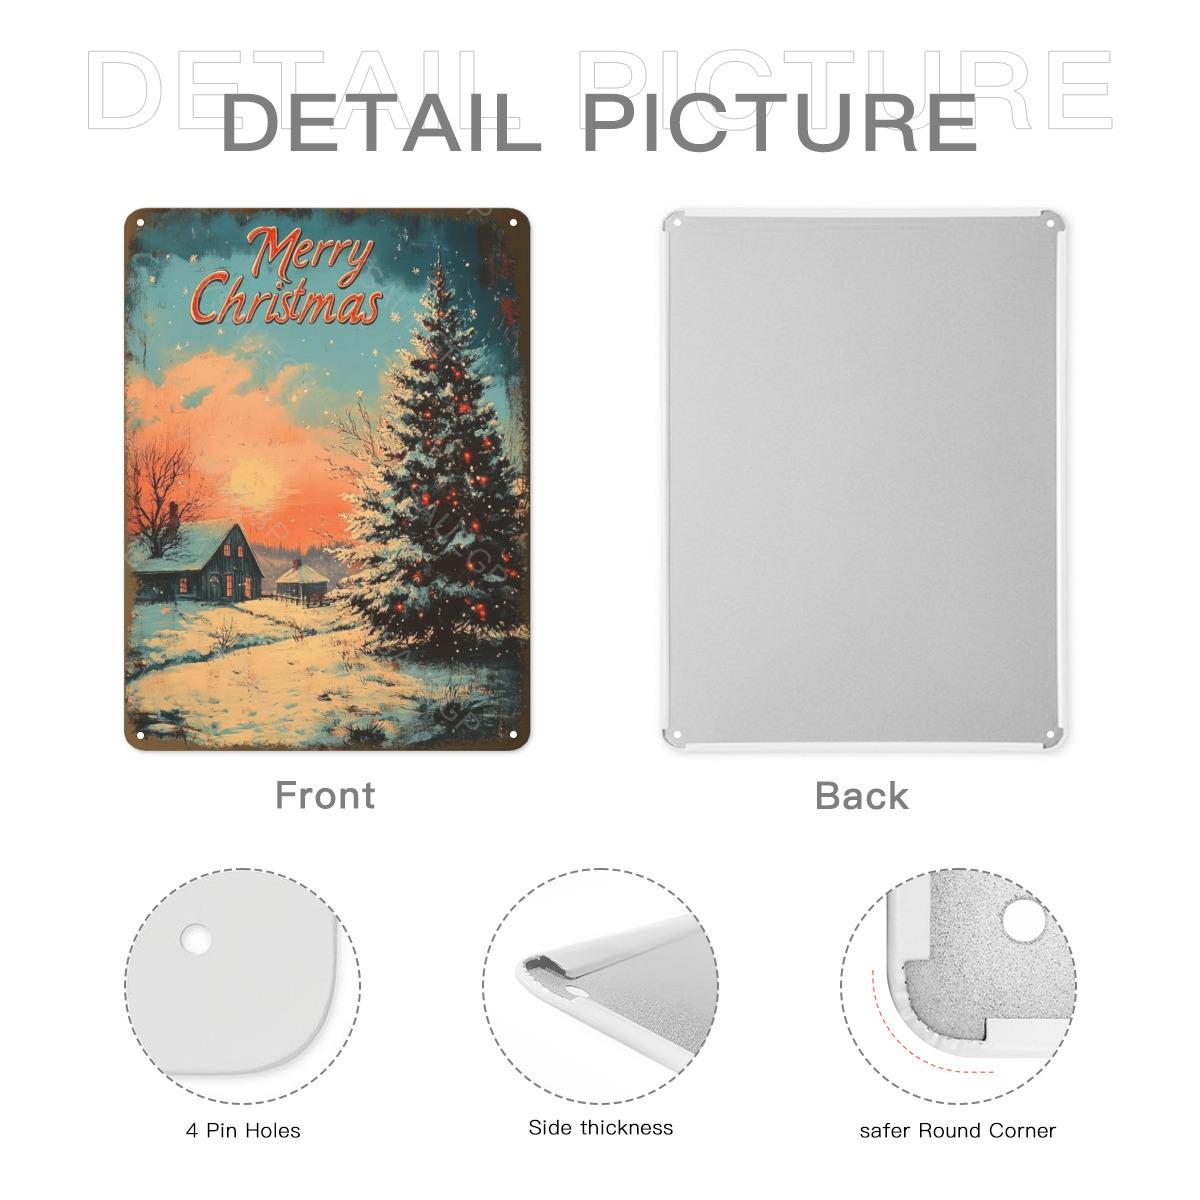 DETAIL PICTURE
DETAIL PICTURE
Merry
Christmas
Front
Back
4 Pin Holes
Side thickness
safer Round Corner